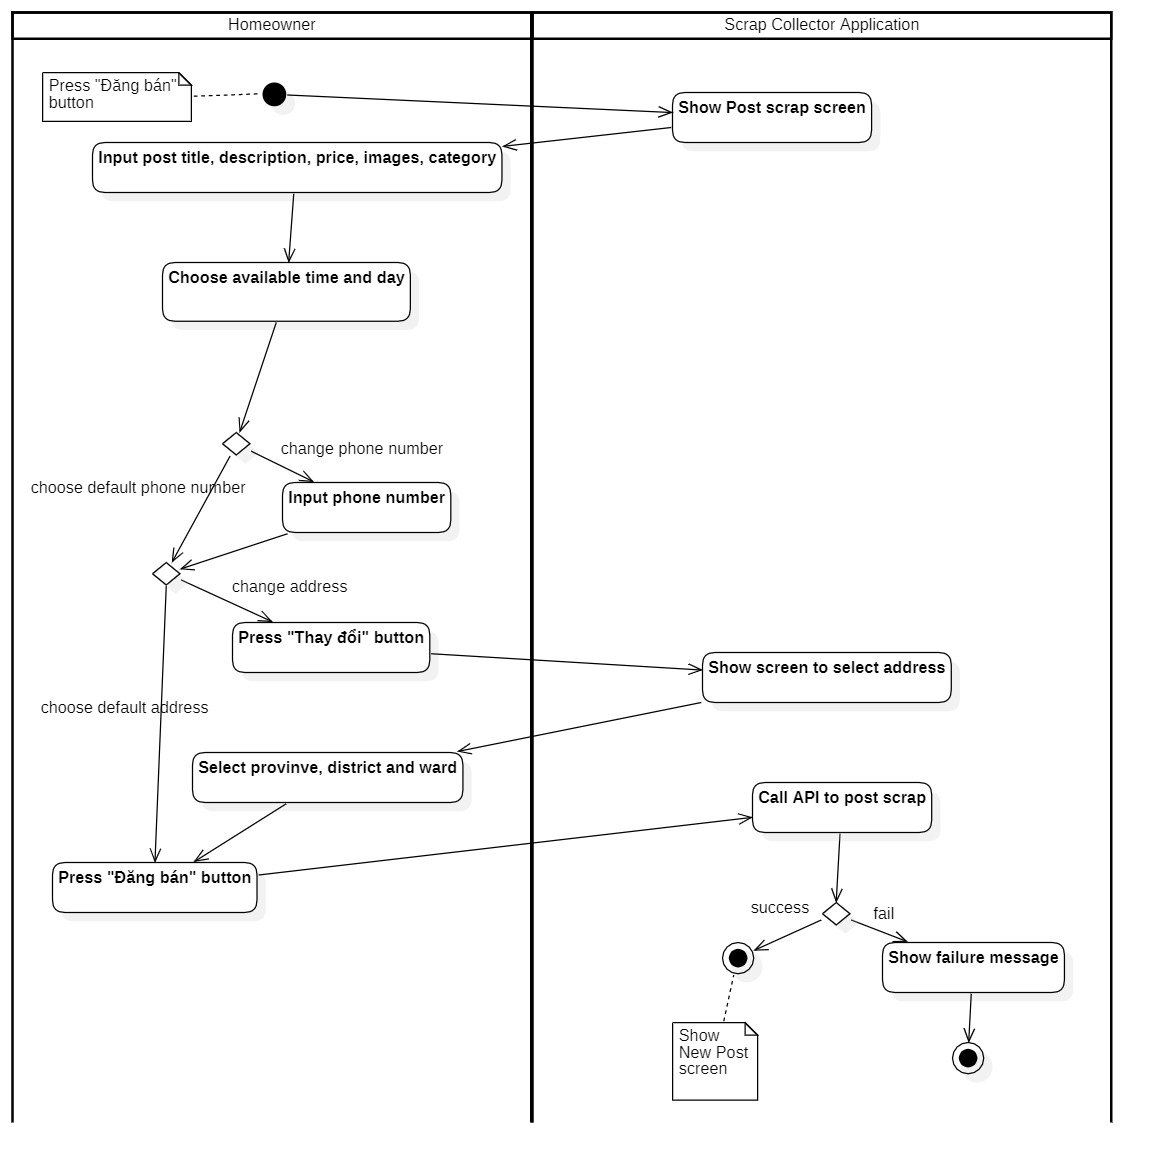 Homeowner
Scrap Collector Application
Press "Đăng bán"
button
Show Post scrap screen
Input post title, description, price, images, category
Choose available time and day
change phone number
choose default phone number
Input phone number
change address
Press "Thay đổi" button
Show screen to select address
choose default address
Select provinve, district and ward
Call API to post scrap
Press "Đăng bán" button
success
fail
Show failure message
Show
New Post
screen